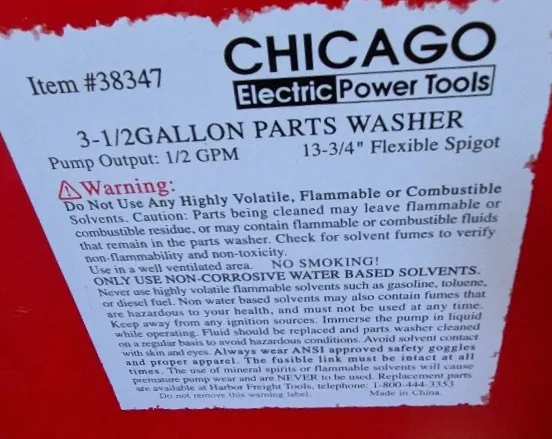 Item #38347
CHICAGO
Electric Power Tools
3-1/2GALLON PARTS WASHER
Pump Output: 1/2 GPM 13-3/4" Flexible Spigot
Warning:
Do Not Use Any Highly Volatile, Flammable or Combustible
Solvents. Caution: Parts being cleaned may leave flammable or
combustible residue, or may contain flammable or combustible fluids
that remain in the parts washer. Check for solvent fumes to verify
non-flammability and non-toxicity.
Use in a well ventilated area. NO SMOKING!
ONLY USE NON-CORROSIVE WATER BASED SOLVENTS.
Never use highly volatile flammable solvents such as gasoline, toluene,
or diesel fuel. Non water based solvents may also contain fumes that
are hazardous to your health, and must not be used at any time.
Keep away from any ignition sources. Immerse the pump in liquid
while operating. Fluid should be replaced and parts washer cleaned
on a regular basis to avoid hazardous conditions. Avoid solvent contact
with skin and eyes. Always wear ANSI approved safety goggles
and proper apparel. The fusible link must be intact at all
times. The use of mineral spirits or flammable solvents will cause
premature pump wear and are NEVER to be used. Replacement parts
are available at Harbor Freight Tools, telephone: 1-800-444-3353
Do not remove this warning label. Made in China.